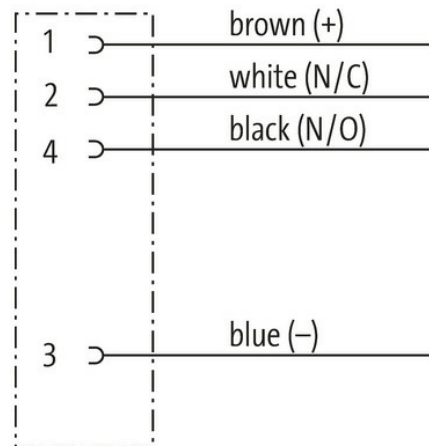 1 brown (+)
2 white (N/C)
4 black (N/O)
3 blue (–)